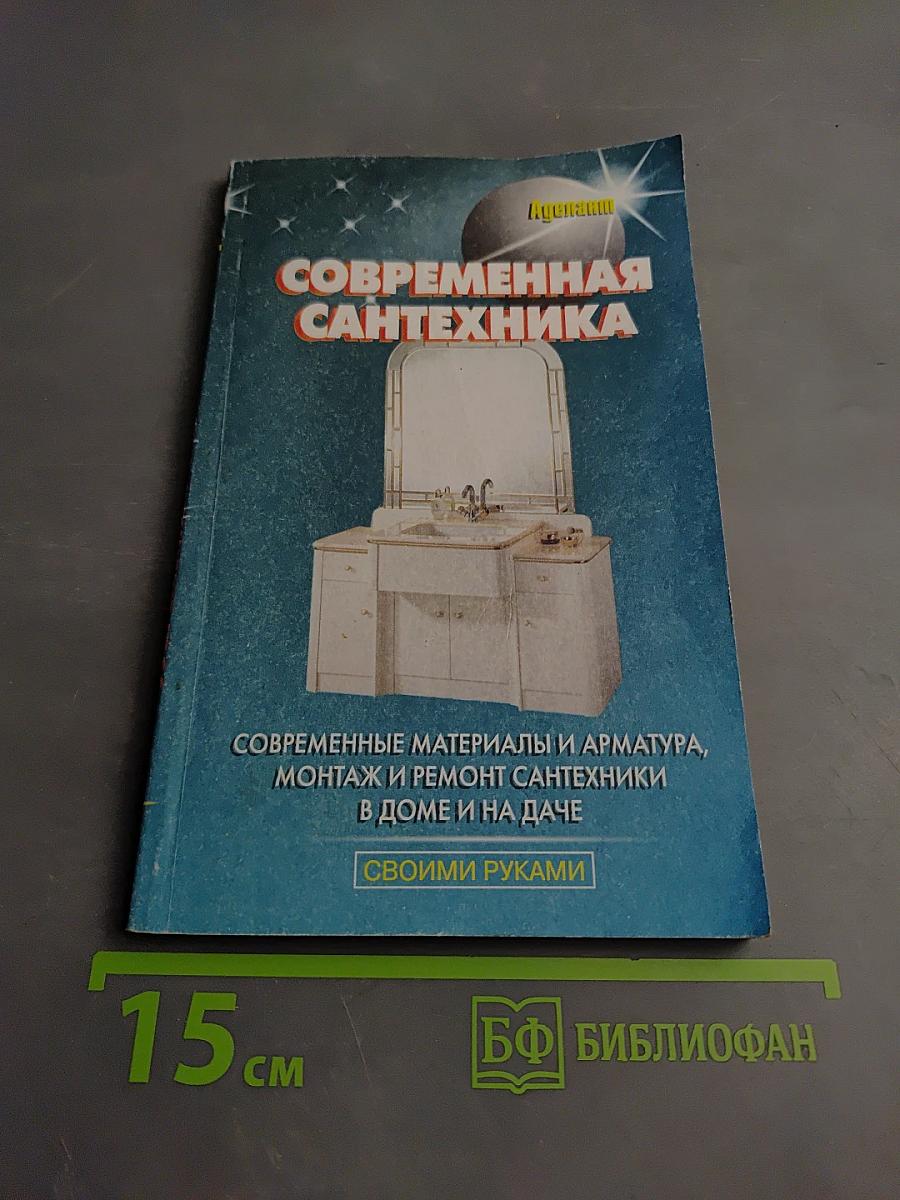 Аделант
СОВРЕМЕННАЯ
САНТЕХНИКА
СОВРЕМЕННЫЕ МАТЕРИАЛЫ И АРМАТУРА,
МОНТАЖ И РЕМОНТ САНТЕХНИКИ
В ДОМЕ И НА ДАЧЕ
СВОИМИ РУКАМИ
15 см
БФ БИБЛИОФАН